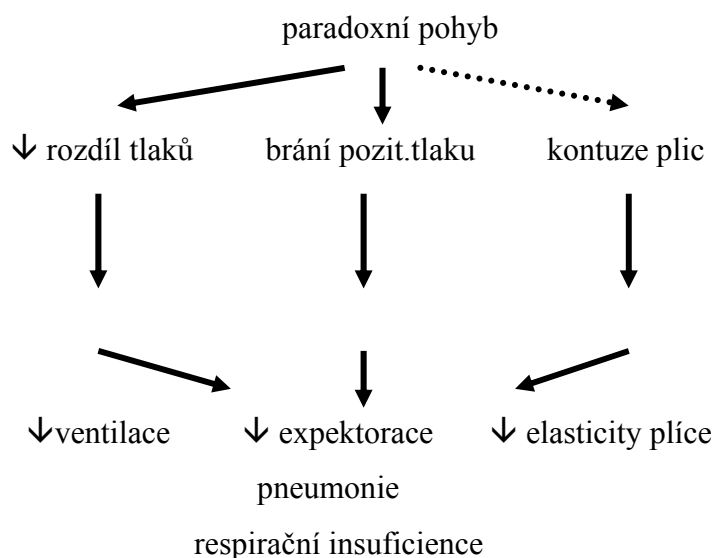 paradoxní pohyb
↓ rozdíl tlaků brání pozit.tlaku kontuze plic
↓ventilace ↓ expektorace ↓ elasticity plíce
pneumonie
respirační insuficience